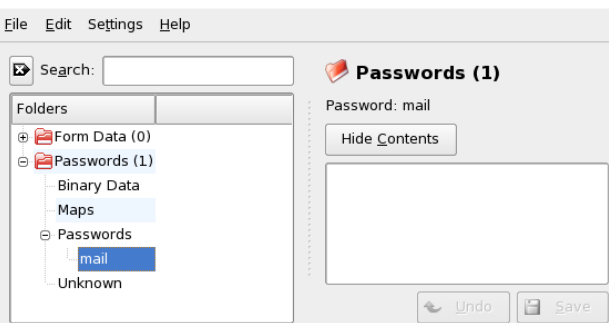 File Edit Settings Help
Search:
Passwords (1)
Folders
Password: mail
Form Data (0)
Hide Contents
Passwords (1)
Binary Data
Maps
Passwords
mail
Unknown
Undo Save